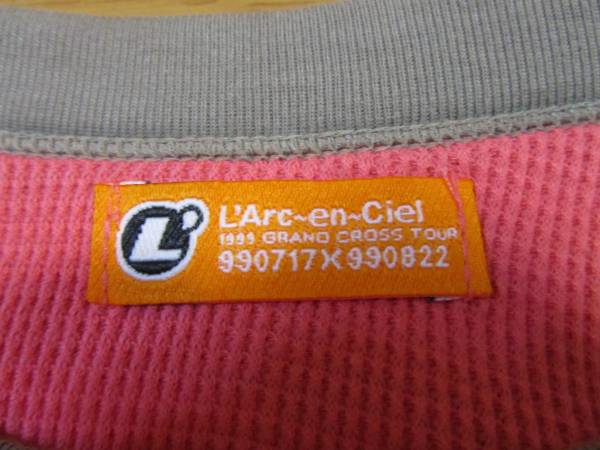 L°
L'Arc~en~Ciel
1999 GRAND CROSS TOUR
990717X990822